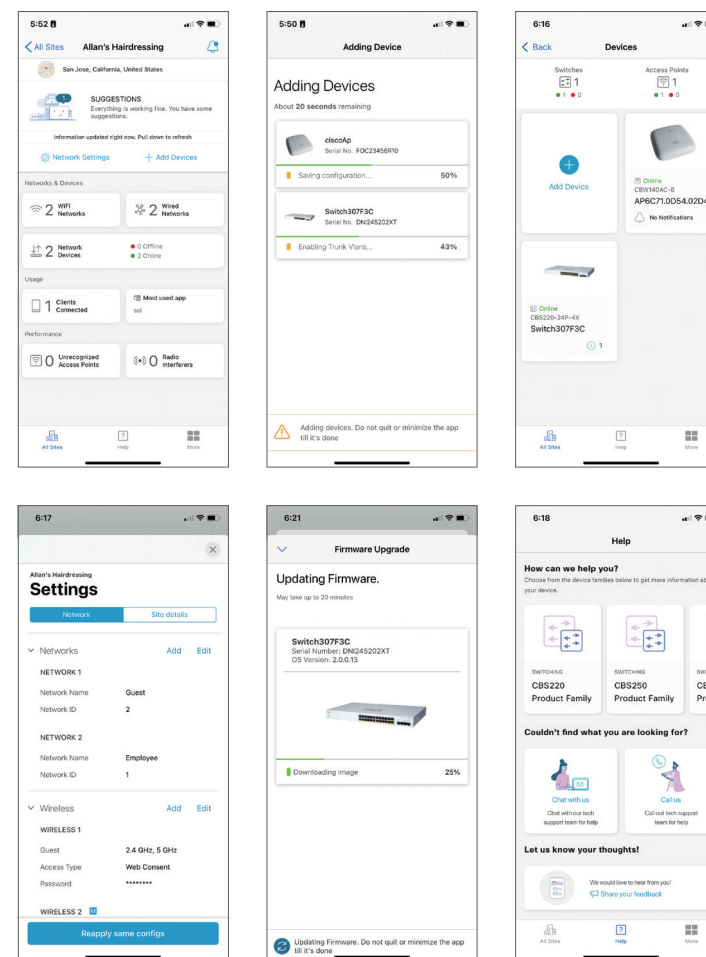 5:52
All Sites
Allan's Hairdressing
San Jose, California, United States
SUGGESTIONS
Everything is working fine. You have some
suggestions.
Information updated right now. Pull down to refresh
Network Settings
Add Devices
Networks & Devices
2 WiFi Networks
2 Wired Networks
2 Network Devices
0 Offline
2 Online
Usage
1 Clients Connected
Most used app
ssl
Performance
0 Unrecognized Access Points
0 Radio Interferers
All Sites
Help
More
5:50
Adding Device
Adding Devices
About 20 seconds remaining
ciscoAp
Serial No. FOC23456R10
Saving configuration... 50%
Switch307F3C
Serial No. DNI245202XT
Enabling Trunk Vlans... 43%
Adding devices. Do not quit or minimize the app
till it's done
6:16
Back
Devices
Switches
1
1 0
Access Points
1
1 0
Add Device
Online
CBW140AC-B
AP6C71.0D54.02D4
No Notifications
Online
CBS220-24P-4X
Switch307F3C
1
All Sites
Help
More
6:17
Allan's Hairdressing
Settings
Network
Site details
Networks Add Edit
NETWORK 1
Network Name Guest
Network ID 2
NETWORK 2
Network Name Employee
Network ID 1
Wireless Add Edit
WIRELESS 1
Guest 2.4 GHz, 5 GHz
Access Type Web Consent
Password ********
WIRELESS 2 M
Reapply same configs
6:21
Firmware Upgrade
Updating Firmware.
May take up to 20 minutes
Switch307F3C
Serial Number: DNI245202XT
OS Version: 2.0.0.13
Downloading image 25%
Updating Firmware. Do not quit or minimize the app
till it's done
6:18
Help
How can we help you?
Choose from the device families below to get more information
your device.
SWITCHING
CBS220
Product Family
SWITCHING
CBS250
Product Family
Couldn't find what you are looking for?
Chat with us
Chat with our tech
support team for help
Call us
Call out tech support
team for help
Let us know your thoughts!
We would love to hear from you!
Share your feedback
All Sites
Help
More